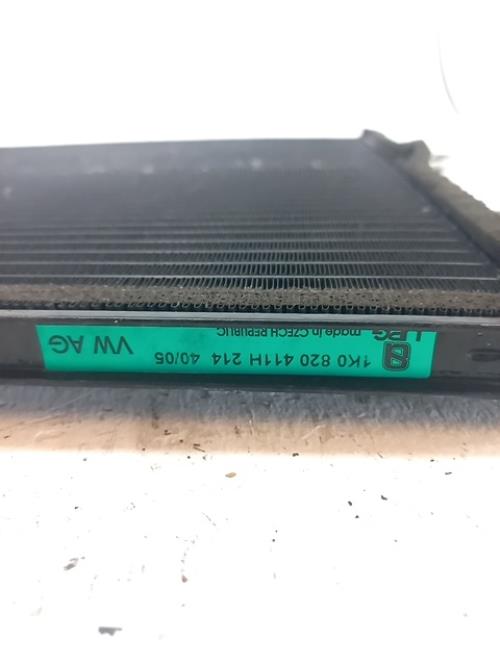 1K0 820 411H 214 40/05
made in CZECH REPUBLIC
VW AG